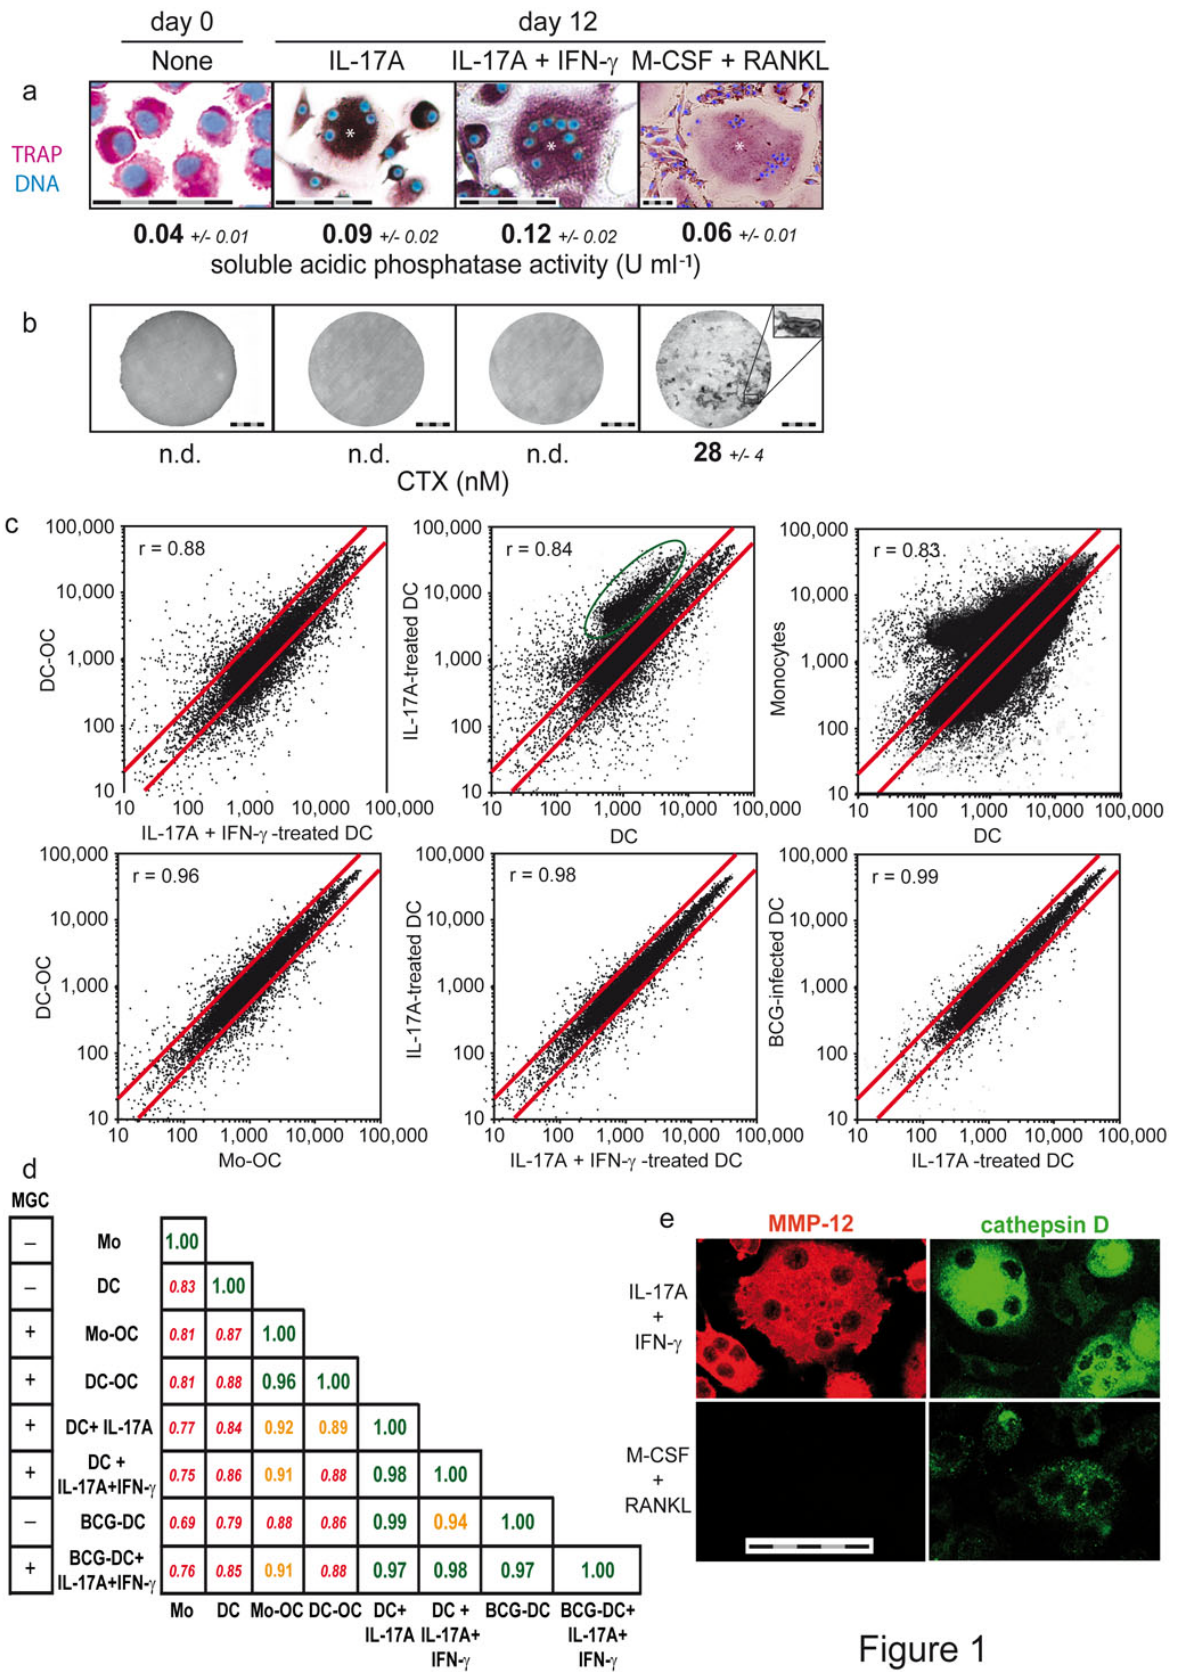 day 0 day 12
None IL-17A IL-17A + IFN-γ M-CSF + RANKL
a
TRAP
DNA
* * *
0.04 +/- 0.01 0.09 +/- 0.02 0.12 +/- 0.02 0.06 +/- 0.01
soluble acidic phosphatase activity (U ml⁻¹)
b
n.d. n.d. n.d. 28 +/- 4
CTX (nM)
c
100,000
10,000
1,000
100
10
DC-OC
r = 0.88
10 100 1,000 10,000 100,000
IL-17A + IFN-γ -treated DC
100,000
10,000
1,000
100
10
IL-17A-treated DC
r = 0.84
10 100 1,000 10,000 100,000
DC
100,000
10,000
1,000
100
10
Monocytes
r = 0.83
10 100 1,000 10,000 100,000
DC
100,000
10,000
1,000
100
10
DC-OC
r = 0.96
10 100 1,000 10,000 100,000
Mo-OC
100,000
10,000
1,000
100
10
IL-17A-treated DC
r = 0.98
10 100 1,000 10,000 100,000
IL-17A + IFN-γ -treated DC
100,000
10,000
1,000
100
10
BCG-infected DC
r = 0.99
10 100 1,000 10,000 100,000
IL-17A -treated DC
d
MGC
– Mo 1.00
– DC 0.83 1.00
+ Mo-OC 0.81 0.87 1.00
+ DC-OC 0.81 0.88 0.96 1.00
+ DC+ IL-17A 0.77 0.84 0.92 0.89 1.00
+ DC +
IL-17A+IFN-γ 0.75 0.86 0.91 0.88 0.98 1.00
– BCG-DC 0.69 0.79 0.88 0.86 0.99 0.94 1.00
+ BCG-DC+
IL-17A+IFN-γ 0.76 0.85 0.91 0.88 0.97 0.98 0.97 1.00
Mo DC Mo-OC DC-OC DC+ DC + BCG-DC BCG-DC+
IL-17A IL-17A+ IL-17A+
IFN-γ IFN-γ
e
MMP-12 cathepsin D
IL-17A
+
IFN-γ
M-CSF
+
RANKL
Figure 1